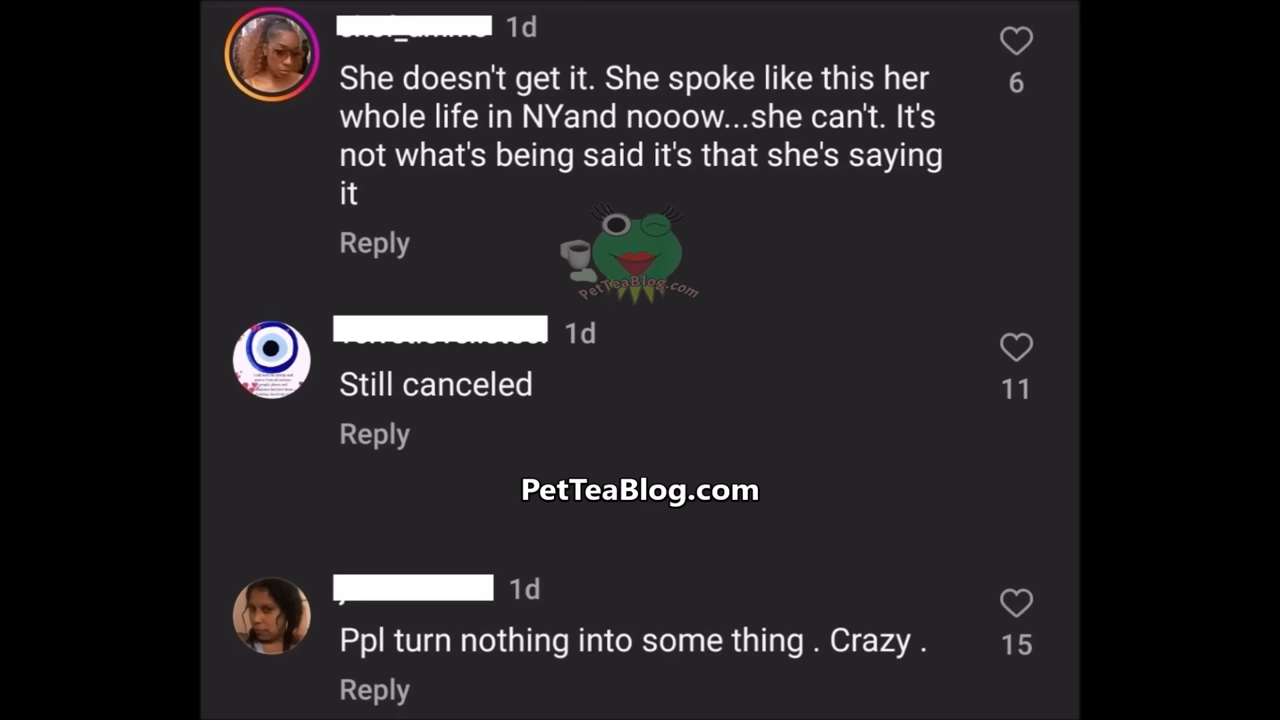 1d
She doesn't get it. She spoke like this her
whole life in NYand nooow...she can't. It's
not what's being said it's that she's saying
it
6
Reply
PetTeaBlog.com
1d
Still canceled
11
Reply
PetTeaBlog.com
1d
Ppl turn nothing into some thing . Crazy .
15
Reply